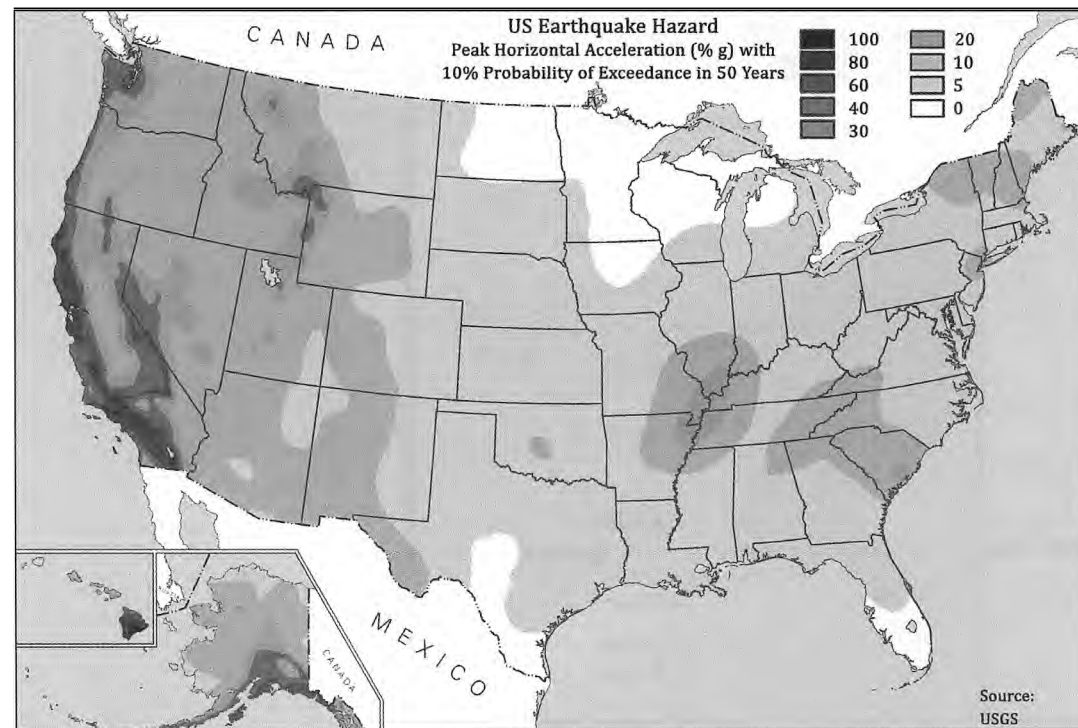 US Earthquake Hazard
Peak Horizontal Acceleration (% g) with
10% Probability of Exceedance in 50 Years
100
80
60
40
30
20
10
5
0
CANADA
MEXICO
CANADA
Source:
USGS